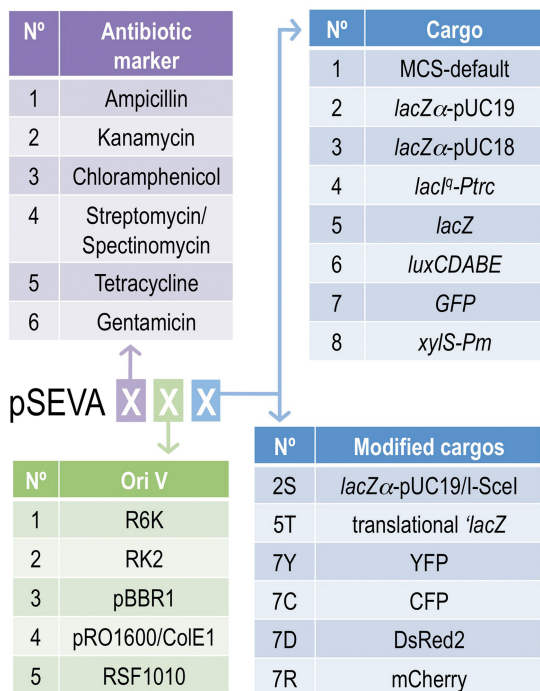 Nº Antibiotic
marker
1 Ampicillin
2 Kanamycin
3 Chloramphenicol
4 Streptomycin/
Spectinomycin
5 Tetracycline
6 Gentamicin
Nº Cargo
1 MCS-default
2 lacZα-pUC19
3 lacZα-pUC18
4 lacIq-Ptrc
5 lacZ
6 luxCDABE
7 GFP
8 xylS-Pm
pSEVA X X X
Nº Ori V
1 R6K
2 RK2
3 pBBR1
4 pRO1600/ColE1
5 RSF1010
Nº Modified cargos
2S lacZα-pUC19/I-SceI
5T translational ‘lacZ
7Y YFP
7C CFP
7D DsRed2
7R mCherry